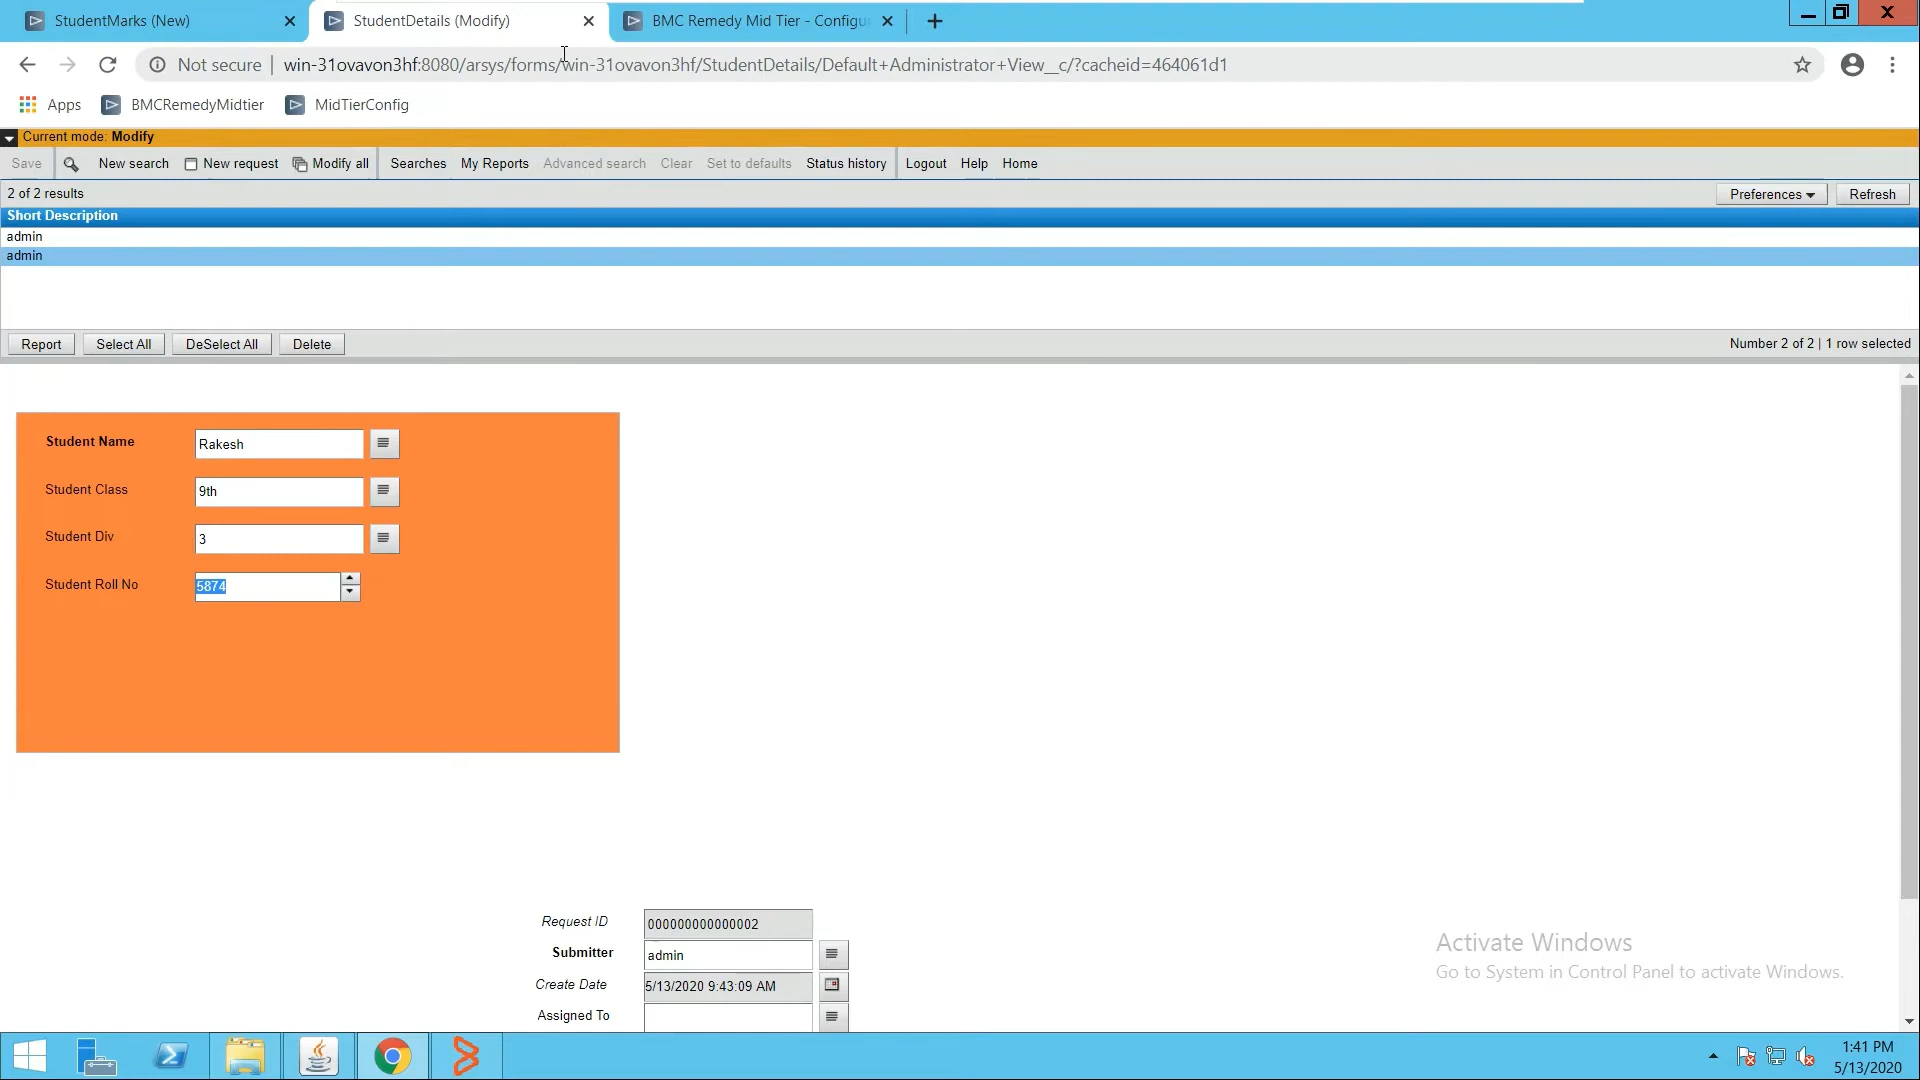 StudentMarks (New)
StudentDetails (Modify)
BMC Remedy Mid Tier - Configu
Not secure | win-31ovavon3hf:8080/arsys/forms/win-31ovavon3hf/StudentDetails/Default+Administrator+View__c/?cacheid=464061d1
Apps BMCRemedyMidtier MidTierConfig
Current mode: Modify
Save New search New request Modify all Searches My Reports Advanced search Clear Set to defaults Status history Logout Help Home
2 of 2 results Preferences Refresh
Short Description
admin
admin
Report Select All DeSelect All Delete Number 2 of 2 | 1 row selected
Student Name Rakesh
Student Class 9th
Student Div 3
Student Roll No 5874
Request ID 000000000000002
Submitter admin
Create Date 5/13/2020 9:43:09 AM
Assigned To
Activate Windows
Go to System in Control Panel to activate Windows.
1:41 PM
5/13/2020